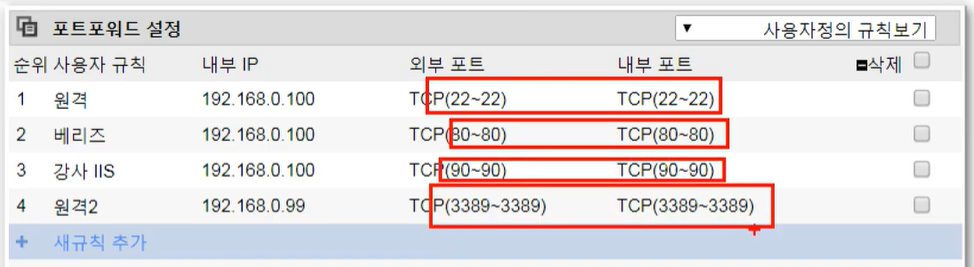 포트포워드 설정 ▼ 사용자정의 규칙보기
순위 사용자 규칙 내부 IP 외부 포트 내부 포트 삭제
1 원격 192.168.0.100 TCP(22~22) TCP(22~22)
2 베리즈 192.168.0.100 TCP(80~80) TCP(80~80)
3 강사 IIS 192.168.0.100 TCP(90~90) TCP(90~90)
4 원격2 192.168.0.99 TCP(3389~3389) TCP(3389~3389)
+ 새규칙 추가